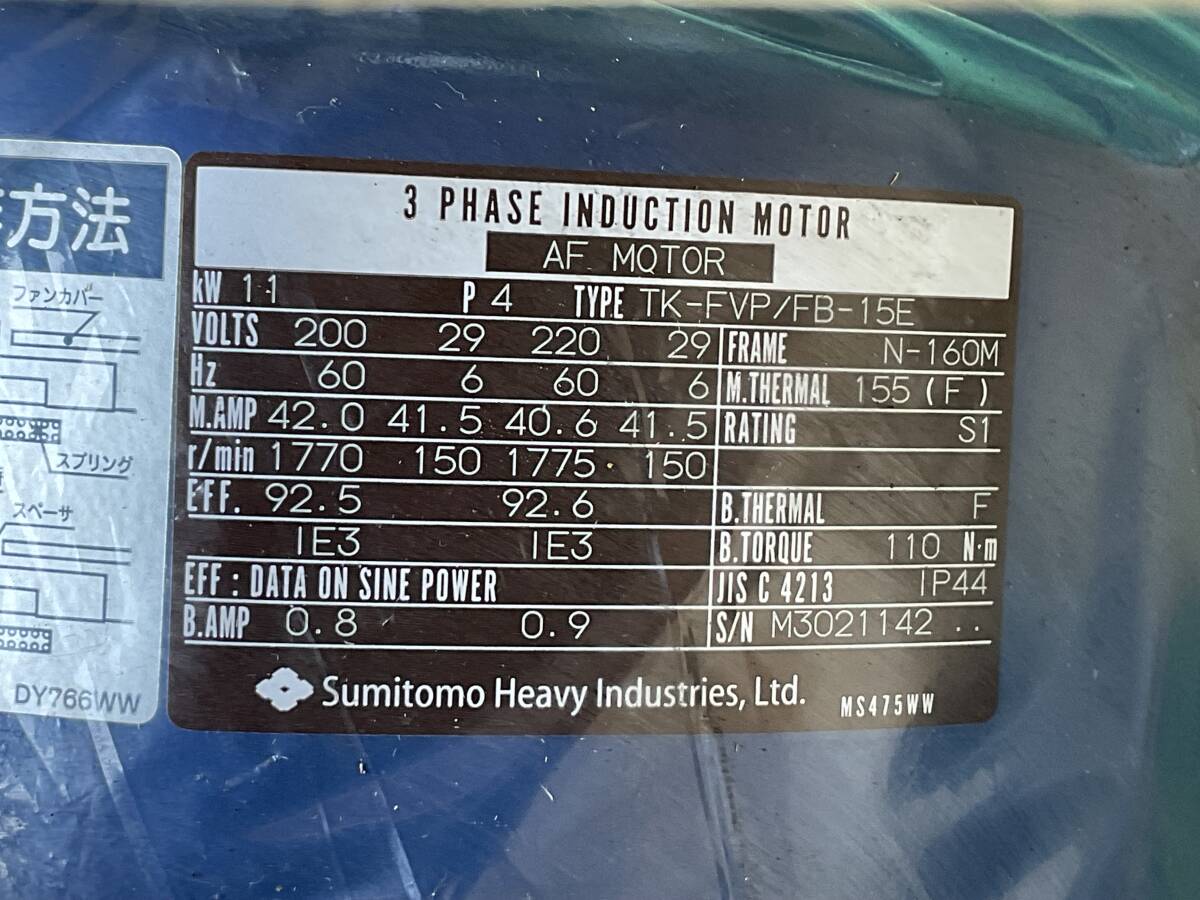 方法
ファンカバー
スプリング
スペーサ
DY766WW
3 PHASE INDUCTION MOTOR
AF MOTOR
kW 11 P 4 TYPE TK-FVP/FB-15E
VOLTS 200 29 220 29 FRAME N-160M
Hz 60 6 60 6 M.THERMAL 155 (F)
M.AMP 42.0 41.5 40.6 41.5 RATING S1
r/min 1770 150 1775 150
EFF. 92.5 92.6 B.THERMAL F
IE3 IE3 B.TORQUE 110 N·m
EFF : DATA ON SINE POWER JIS C 4213 IP44
B.AMP 0.8 0.9 S/N M3021142 ..
Sumitomo Heavy Industries, Ltd. MS475WW